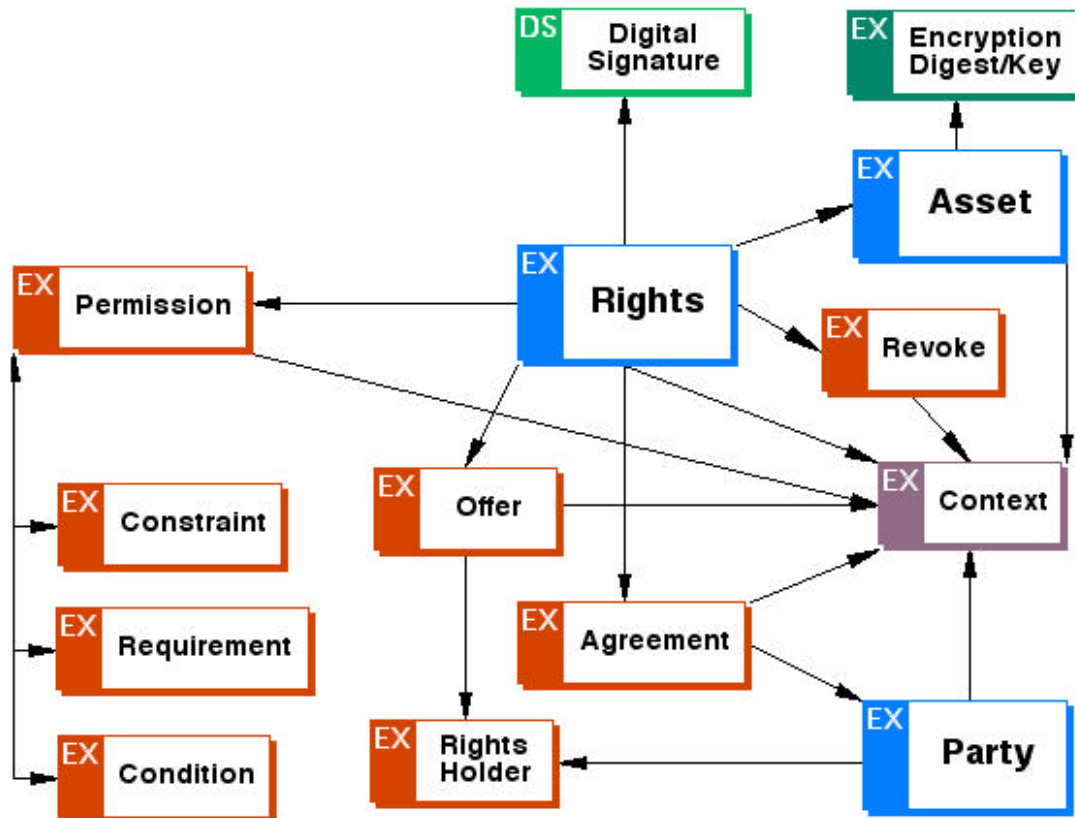 DS Digital
Signature
EX Encryption
Digest/Key
EX Asset
EX Rights
EX Permission
EX Revoke
EX Offer
EX Context
EX Constraint
EX Agreement
EX Requirement
EX Rights
Holder
EX Party
EX Condition